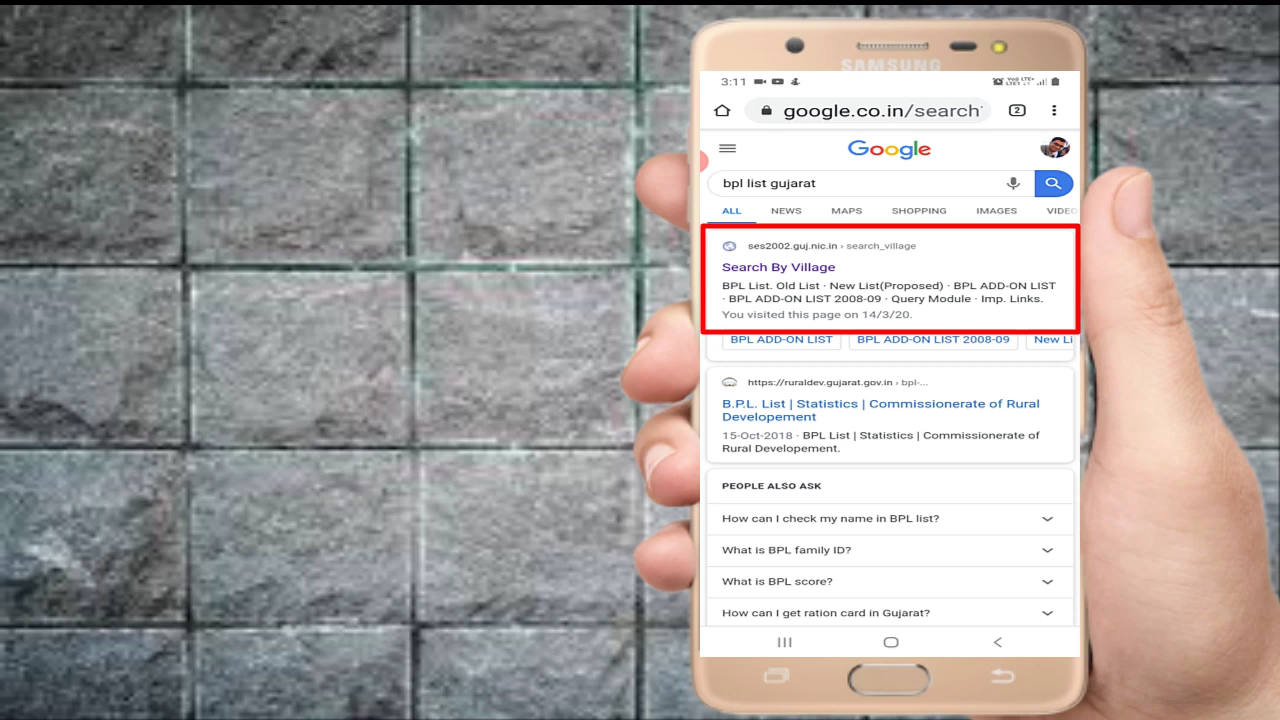 SAMSUNG
3:11
google.co.in/search
2
Google
bpl list gujarat
ALL NEWS MAPS SHOPPING IMAGES VIDEO
ses2002.guj.nic.in › search_village
Search By Village
BPL List. Old List · New List(Proposed) · BPL ADD-ON LIST
· BPL ADD-ON LIST 2008-09 · Query Module · Imp. Links.
You visited this page on 14/3/20.
BPL ADD-ON LIST BPL ADD-ON LIST 2008-09 New Li
https://ruraldev.gujarat.gov.in › bpl-...
B.P.L. List | Statistics | Commissionerate of Rural
Developement
15-Oct-2018 · BPL List | Statistics | Commissionerate of
Rural Developement.
PEOPLE ALSO ASK
How can I check my name in BPL list?
What is BPL family ID?
What is BPL score?
How can I get ration card in Gujarat?